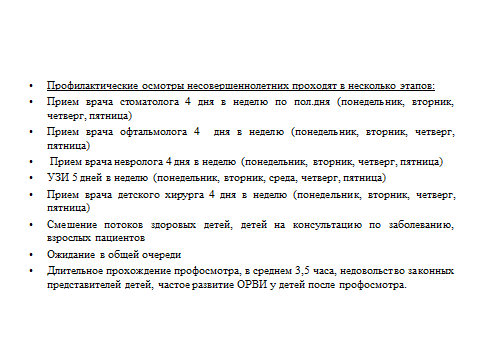 • Профилактические осмотры несовершеннолетних проходят в несколько этапов:
• Прием врача стоматолога 4 дня в неделю по пол.дня (понедельник, вторник,
четверг, пятница)
• Прием врача офтальмолога 4 дня в неделю (понедельник, вторник, четверг,
пятница)
• Прием врача невролога 4 дня в неделю (понедельник, вторник, четверг, пятница)
• УЗИ 5 дней в неделю (понедельник, вторник, среда, четверг, пятница)
• Прием врача детского хирурга 4 дня в неделю (понедельник, вторник, четверг,
пятница)
• Смешение потоков здоровых детей, детей на консультацию по заболеванию,
взрослых пациентов
• Ожидание в общей очереди
• Длительное прохождение профосмотра, в среднем 3,5 часа, недовольство законных
представителей детей, частое развитие ОРВИ у детей после профосмотра.